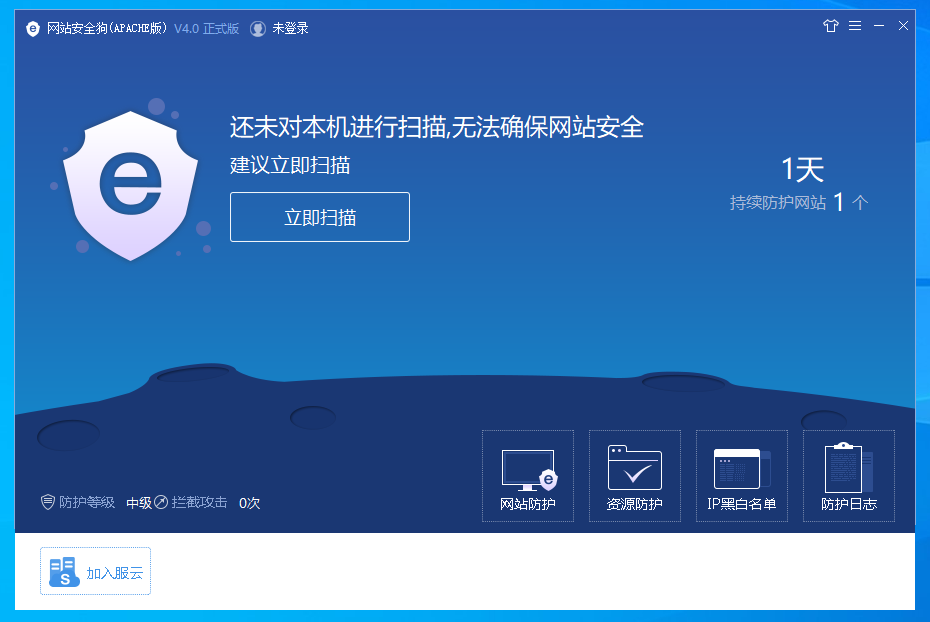 网站安全狗(APACHE版) V4.0 正式版 未登录
还未对本机进行扫描,无法确保网站安全
建议立即扫描
立即扫描
1天
持续防护网站 1 个
防护等级 中级 拦截攻击 0次
网站防护 资源防护 IP黑白名单 防护日志
加入服云